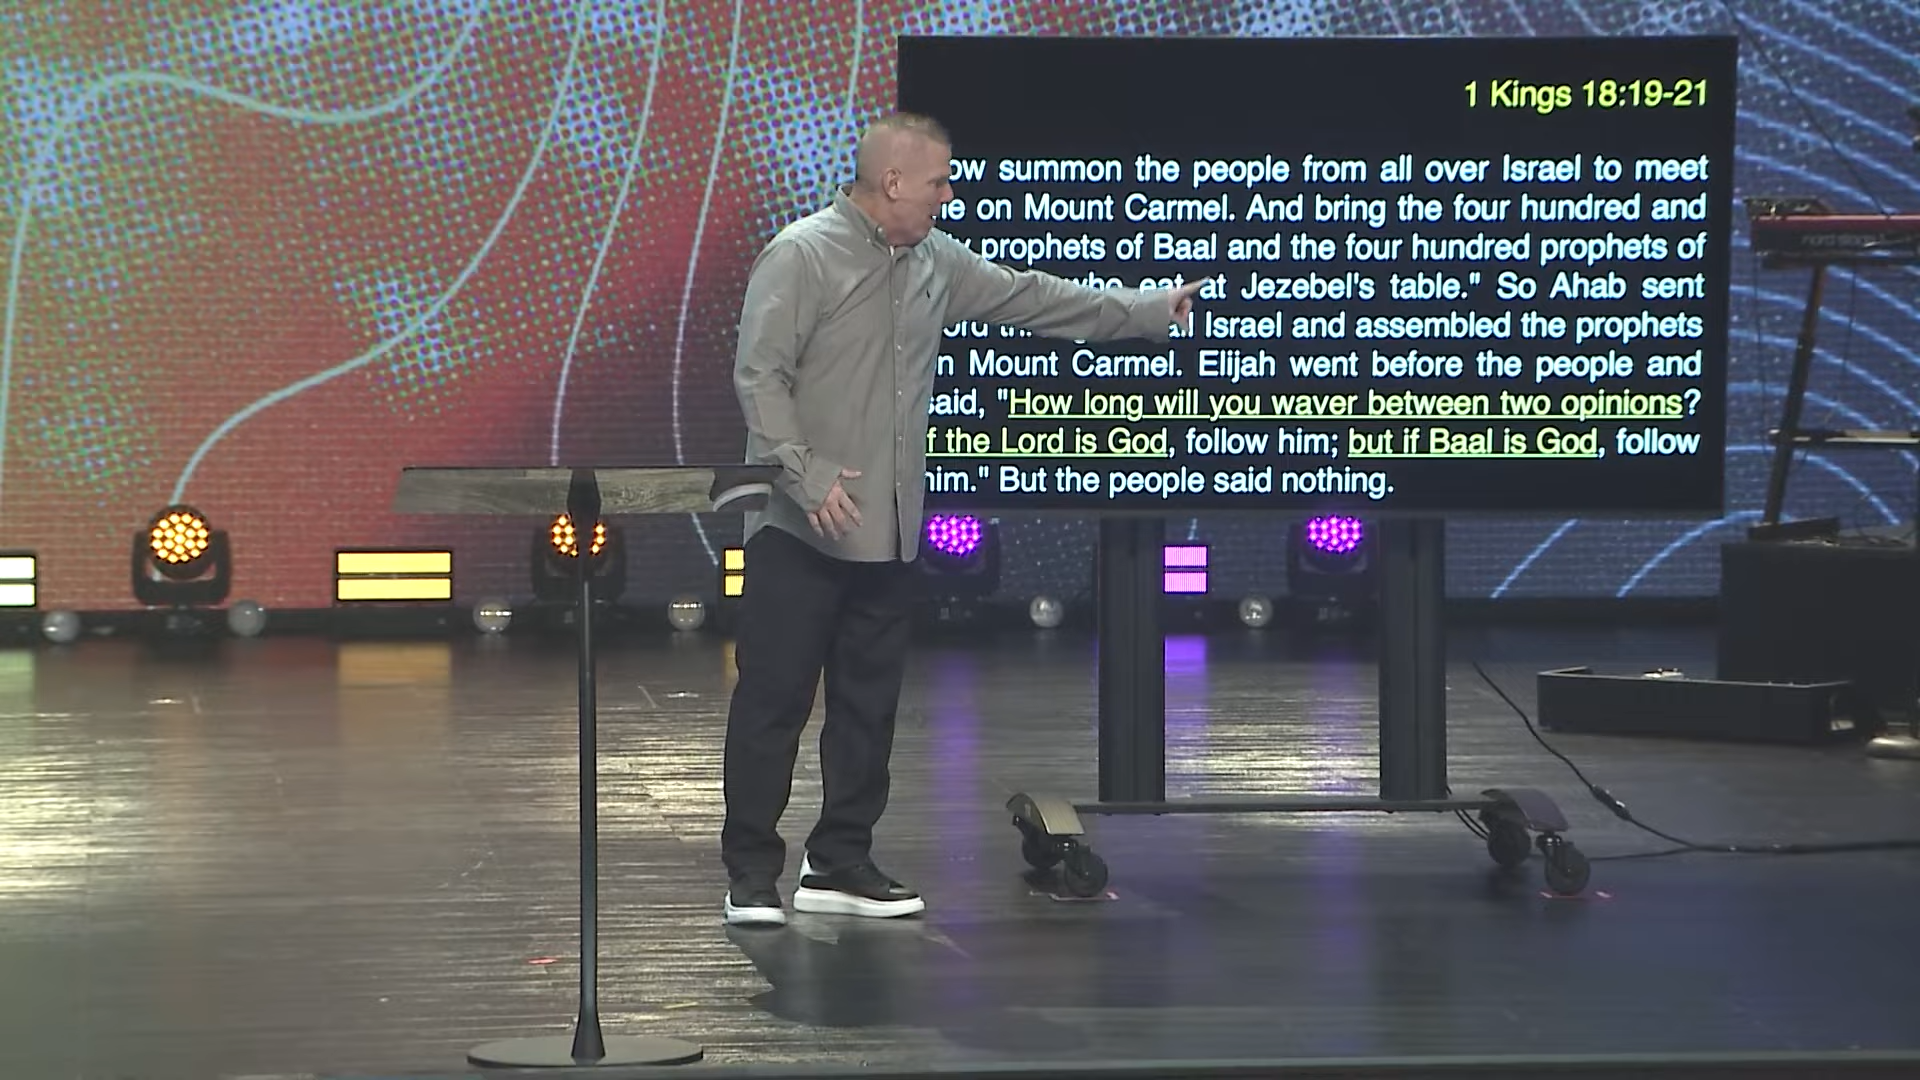 1 Kings 18:19-21
summon the people from all over Israel to meet
on Mount Carmel. And bring the four hundred and
prophets of Baal and the four hundred prophets of
who eat at Jezebel's table." So Ahab sent
all Israel and assembled the prophets
Mount Carmel. Elijah went before the people and
said, "How long will you waver between two opinions?
f the Lord is God, follow him; but if Baal is God, follow
him." But the people said nothing.